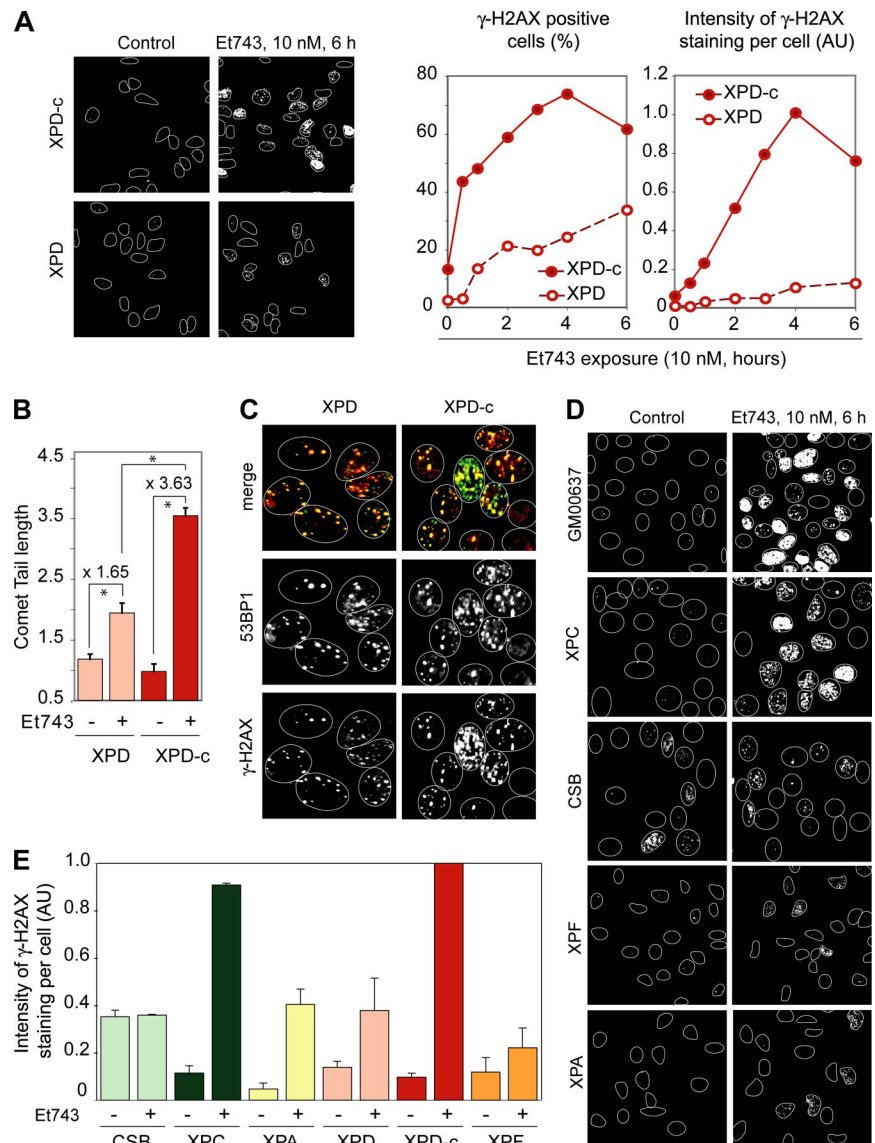 A
Control
Et743, 10 nM, 6 h
XPD-c
XPD
γ-H2AX positive
cells (%)
80
60
40
20
0
0
2
4
6
XPD-c
XPD
Intensity of γ-H2AX
staining per cell (AU)
1.2
1.0
0.8
0.6
0.4
0.2
0
0
2
4
6
XPD-c
XPD
Et743 exposure (10 nM, hours)
B
Comet Tail length
4.5
3.5
2.5
1.5
0.5
*
x 3.63
*
x 1.65
*
Et743 - + - +
XPD XPD-c
C
XPD XPD-c
merge
53BP1
γ-H2AX
D
Control Et743, 10 nM, 6 h
GM00637
XPC
CSB
XPF
XPA
E
Intensity of γ-H2AX
staining per cell (AU)
1.0
0.8
0.6
0.4
0.2
0
Et743 - + - + - + - + - + - +
CSB XPC XPA XPD XPD-c XPF